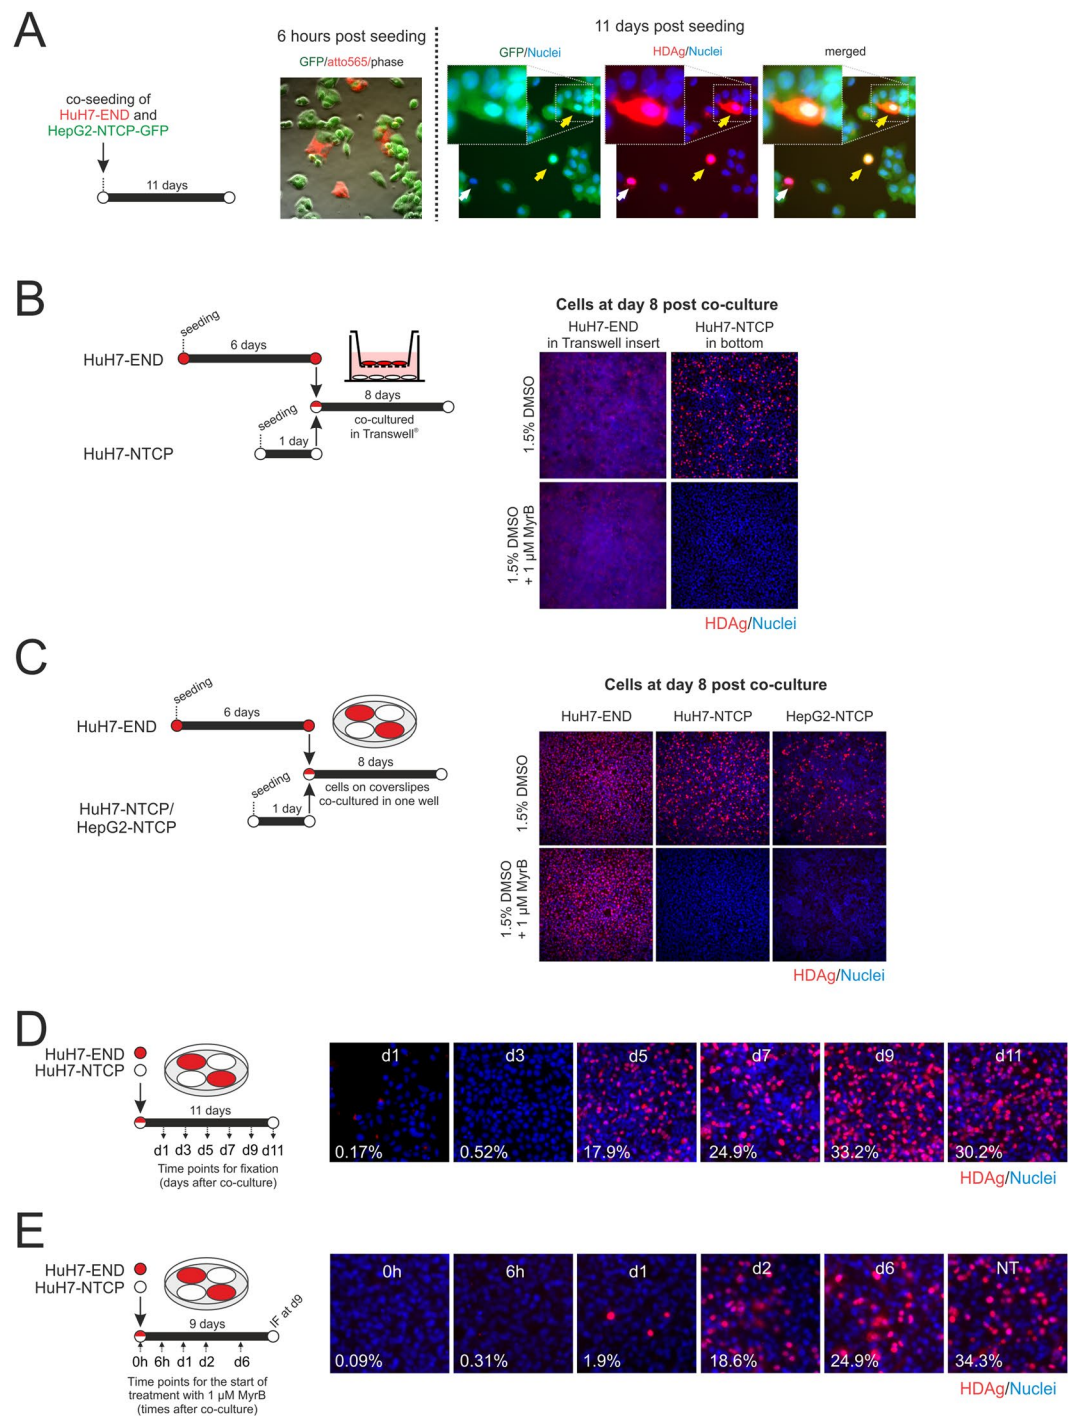 A
co-seeding of
HuH7-END and
HepG2-NTCP-GFP
11 days
6 hours post seeding
GFP/atto565/phase
11 days post seeding
GFP/Nuclei
HDAg/Nuclei
merged
B
seeding
HuH7-END
6 days
8 days
co-cultured
in Transwell®
seeding
1 day
HuH7-NTCP
Cells at day 8 post co-culture
HuH7-END
in Transwell insert
HuH7-NTCP
in bottom
1.5% DMSO
1.5% DMSO
+ 1 µM MyrB
HDAg/Nuclei
C
seeding
HuH7-END
6 days
8 days
cells on coverslipes
co-cultured in one well
seeding
1 day
HuH7-NTCP/
HepG2-NTCP
Cells at day 8 post co-culture
HuH7-END
HuH7-NTCP
HepG2-NTCP
1.5% DMSO
1.5% DMSO
+ 1 µM MyrB
HDAg/Nuclei
D
HuH7-END
HuH7-NTCP
11 days
d1 d3 d5 d7 d9 d11
Time points for fixation
(days after co-culture)
d1 d3 d5 d7 d9 d11
0.17% 0.52% 17.9% 24.9% 33.2% 30.2%
HDAg/Nuclei
E
HuH7-END
HuH7-NTCP
9 days
IF at d9
0h 6h d1 d2 d6
Time points for the start of
treatment with 1 µM MyrB
(times after co-culture)
0h 6h d1 d2 d6 NT
0.09% 0.31% 1.9% 18.6% 24.9% 34.3%
HDAg/Nuclei